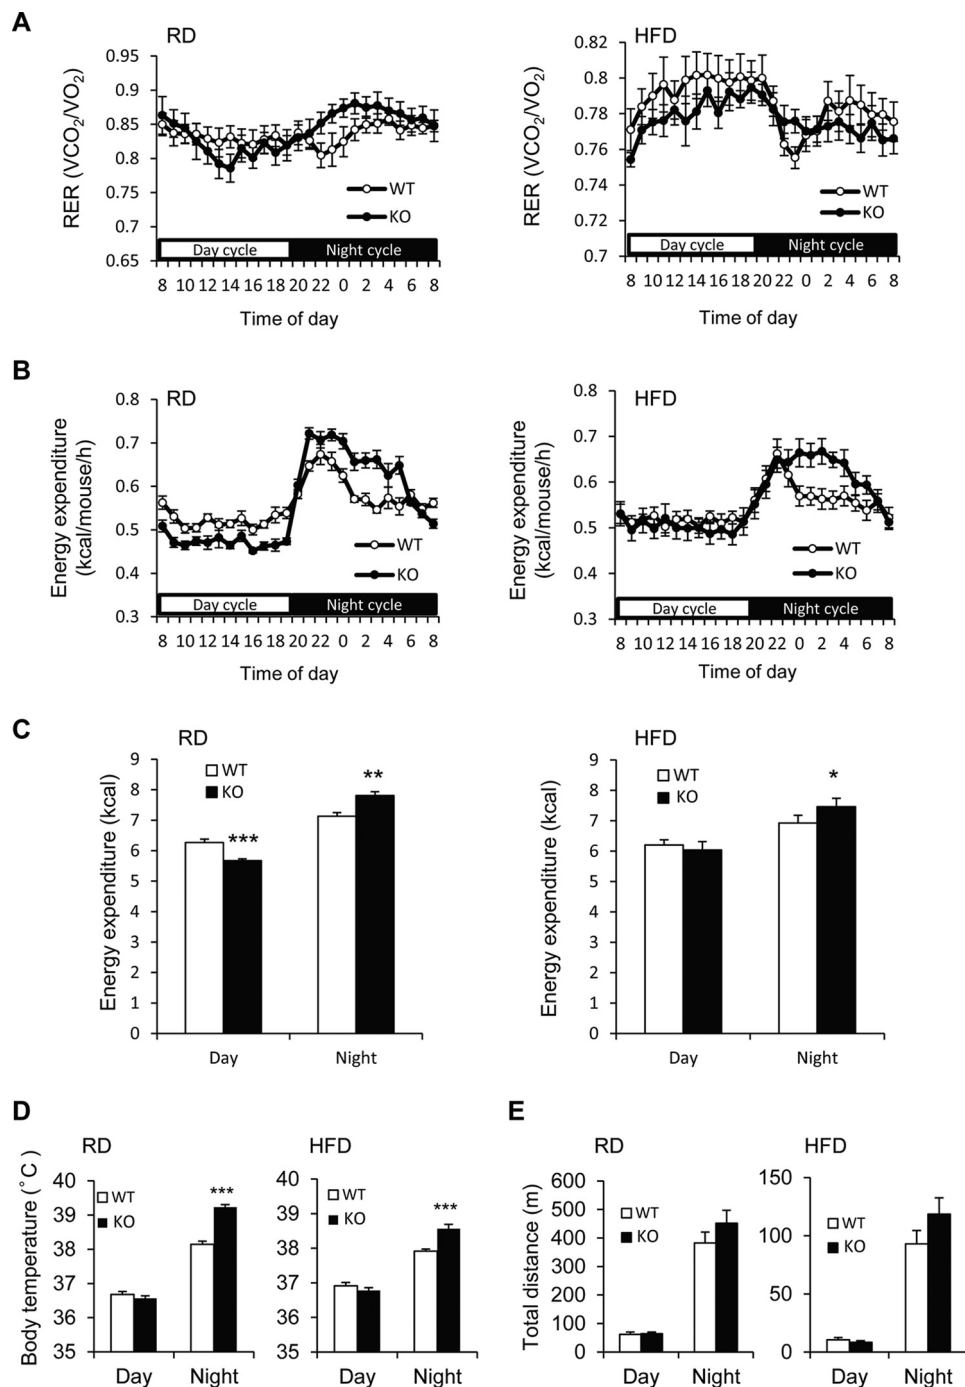 A
RD
HFD
RER (VCO2/VO2)
0.95
0.9
0.85
0.8
0.75
0.7
0.65
WT
KO
Day cycle
Night cycle
8 10 12 14 16 18 20 22 0 2 4 6 8
Time of day
RER (VCO2/VO2)
0.82
0.8
0.78
0.76
0.74
0.72
0.7
WT
KO
Day cycle
Night cycle
8 10 12 14 16 18 20 22 0 2 4 6 8
Time of day
B
RD
HFD
Energy expenditure
(kcal/mouse/h)
0.8
0.7
0.6
0.5
0.4
0.3
WT
KO
Day cycle
Night cycle
8 10 12 14 16 18 20 22 0 2 4 6 8
Time of day
Energy expenditure
(kcal/mouse/h)
0.8
0.7
0.6
0.5
0.4
0.3
WT
KO
Day cycle
Night cycle
8 10 12 14 16 18 20 22 0 2 4 6 8
Time of day
C
RD
HFD
Energy expenditure (kcal)
9
8
7
6
5
4
3
2
1
0
WT
KO
***
**
Day
Night
Energy expenditure (kcal)
9
8
7
6
5
4
3
2
1
0
WT
KO
*
Day
Night
D
RD
HFD
Body temperature (˚C)
40
39
38
37
36
35
WT
KO
***
Day
Night
40
39
38
37
36
35
WT
KO
***
Day
Night
E
RD
HFD
Total distance (m)
600
500
400
300
200
100
0
WT
KO
Day
Night
150
100
50
0
WT
KO
Day
Night